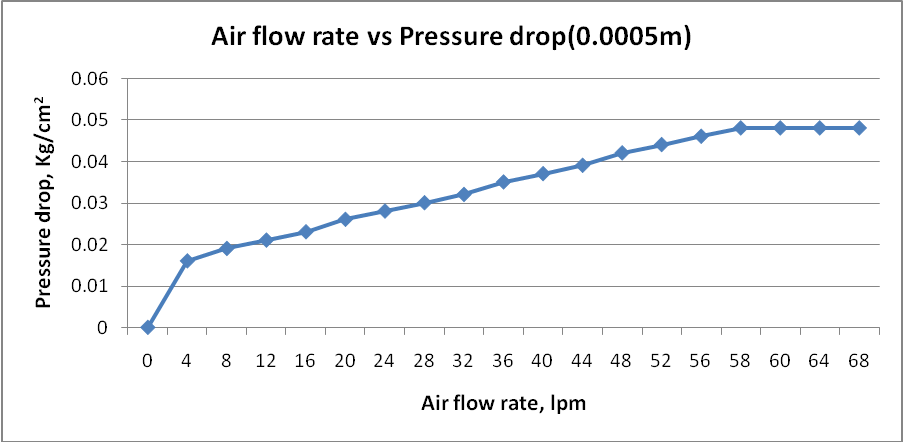 Air flow rate vs Pressure drop(0.0005m)
Pressure drop, Kg/cm²
0.06
0.05
0.04
0.03
0.02
0.01
0
0 4 8 12 16 20 24 28 32 36 40 44 48 52 56 58 60 64 68
Air flow rate, lpm